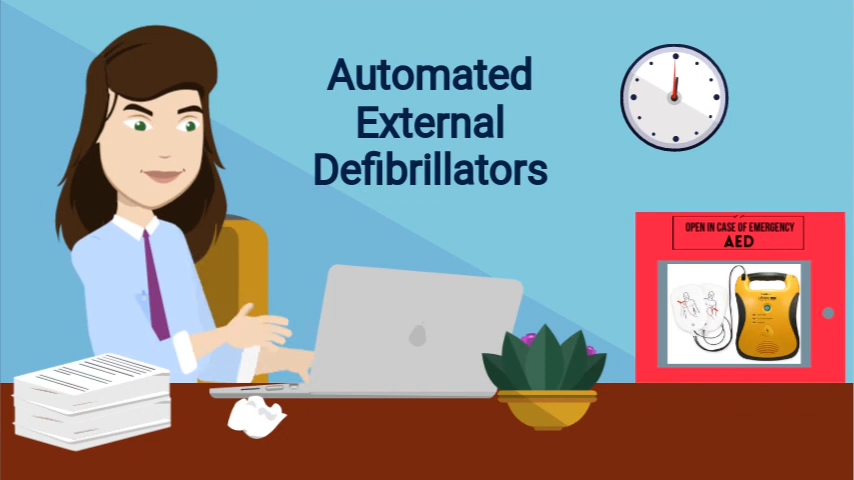 Automated
External
Defibrillators
OPEN IN CASE OF EMERGENCY
AED